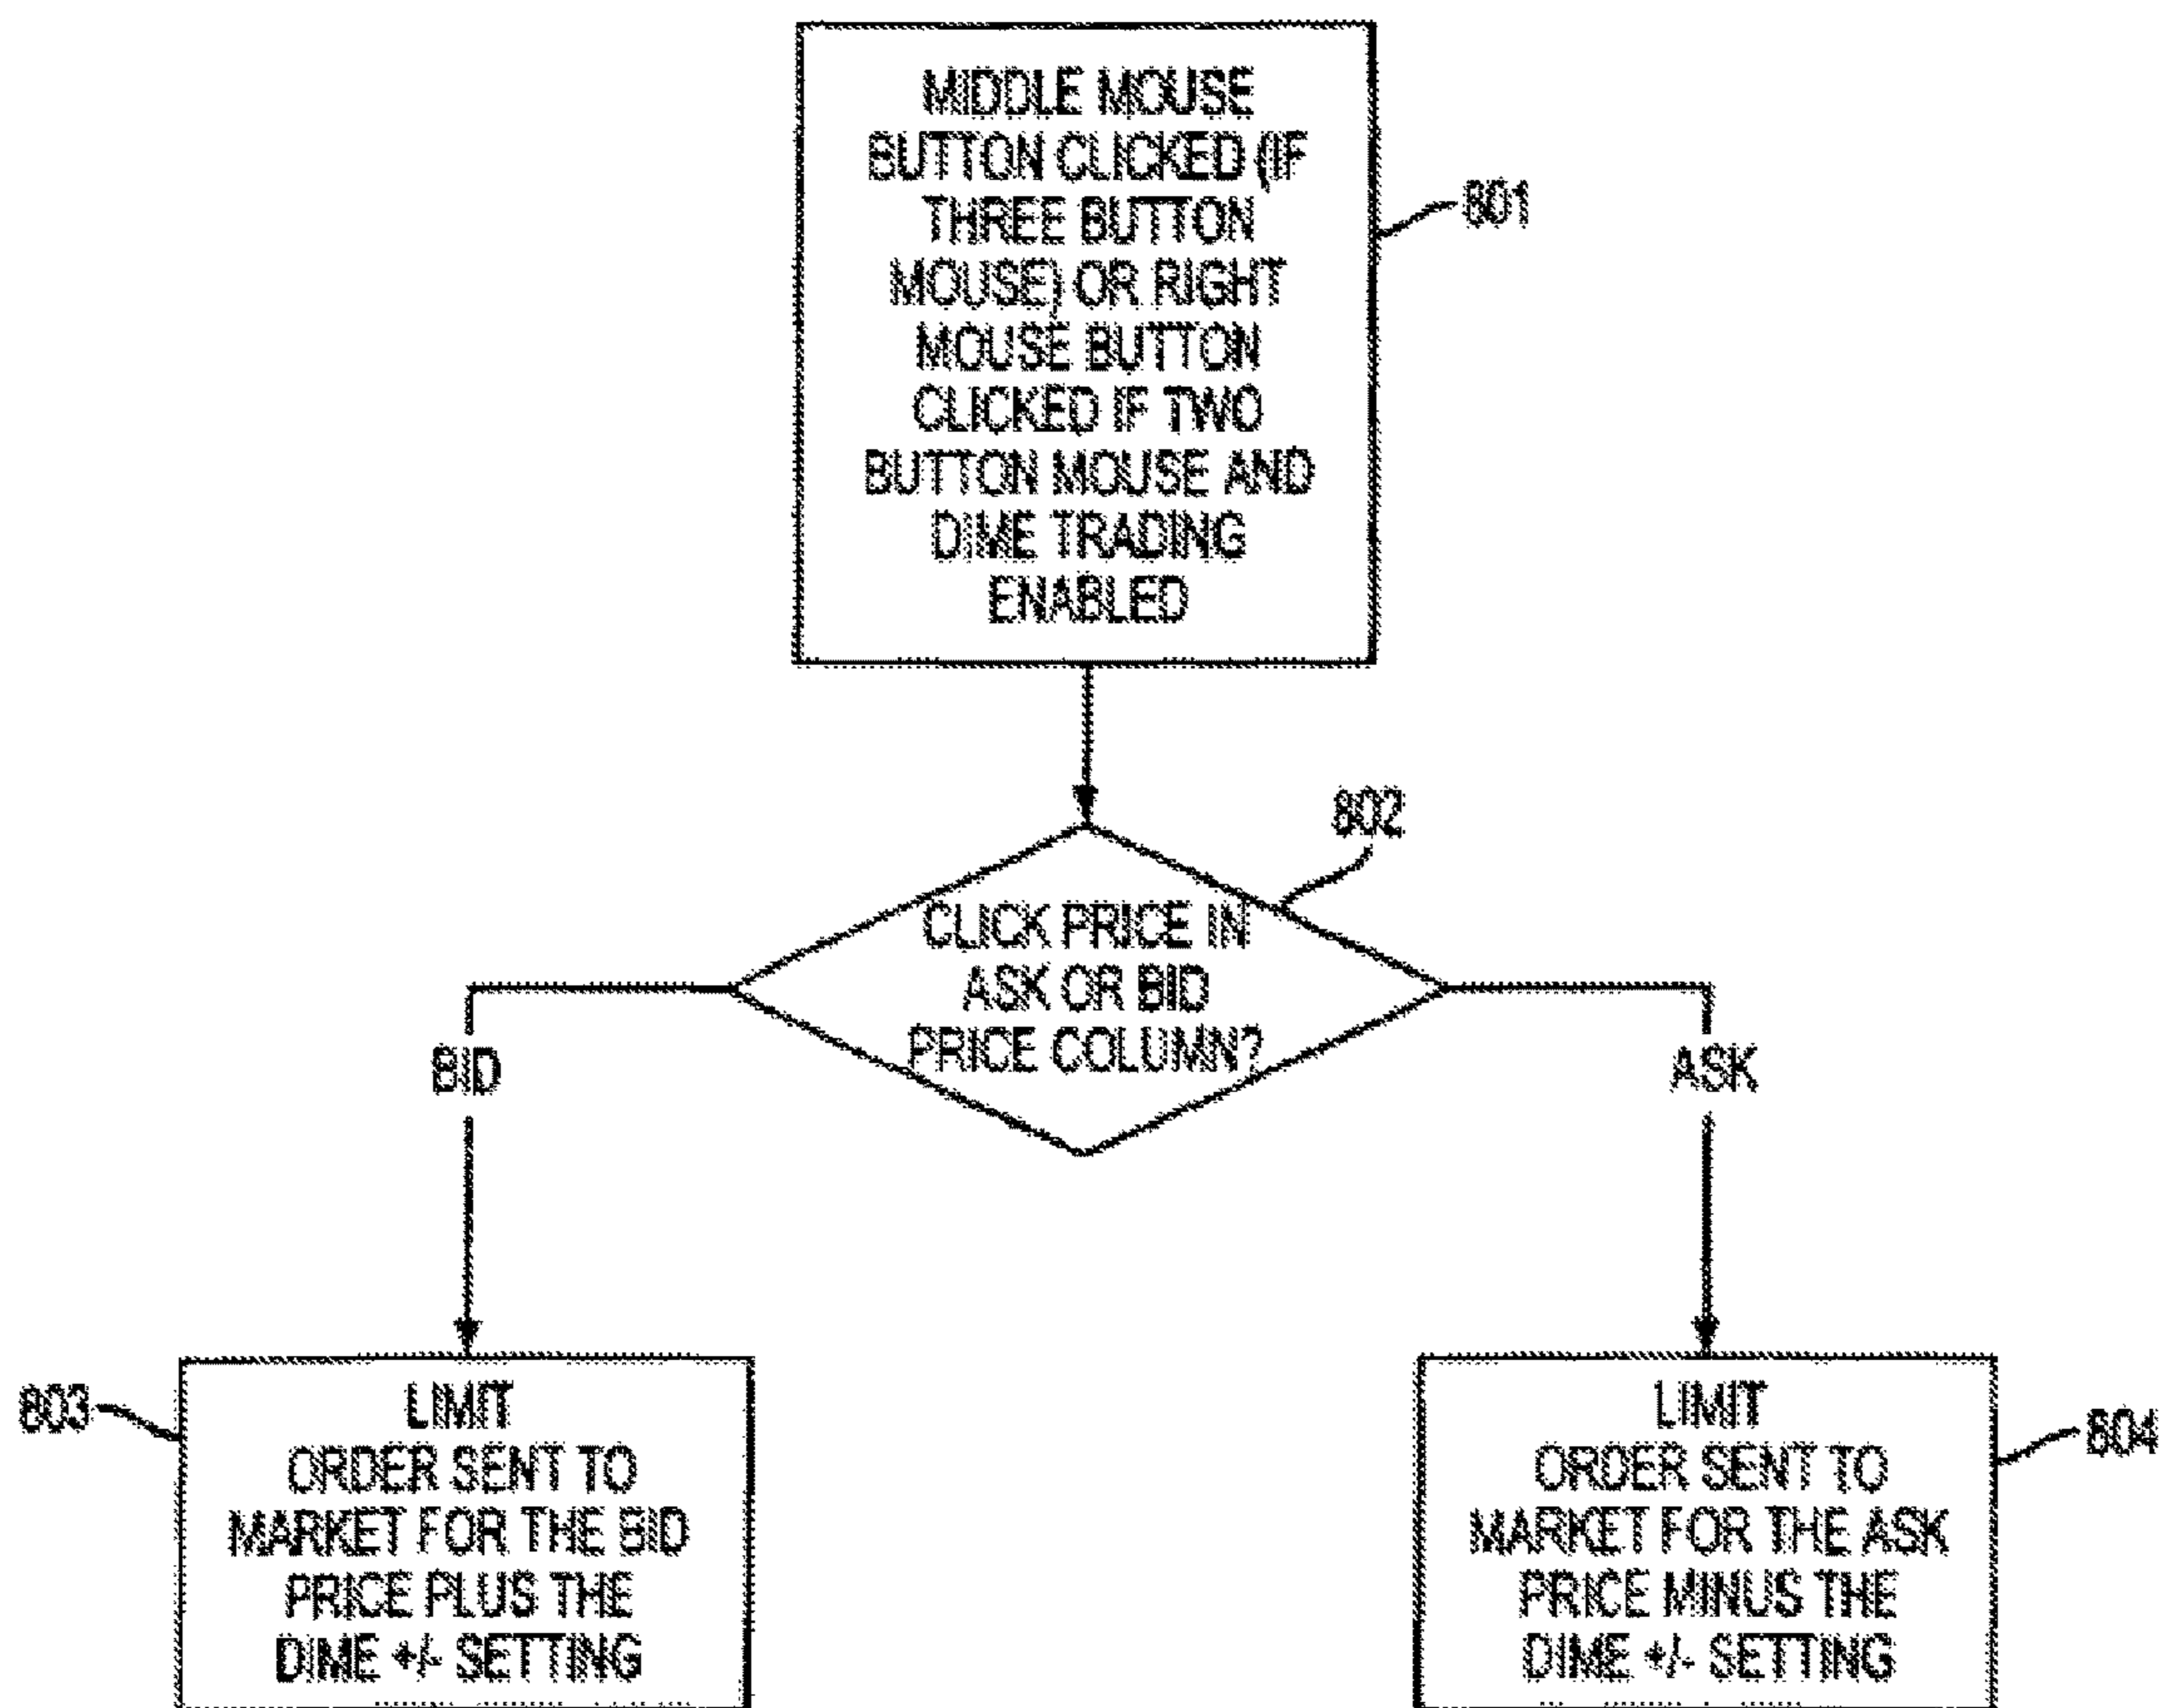 MIDDLE MOUSE
BUTTON CLICKED (IF
THREE BUTTON
MOUSE) OR RIGHT
MOUSE BUTTON
CLICKED IF TWO
BUTTON MOUSE AND
DIME TRADING
ENABLED
801
802
CLICK PRICE IN
ASK OR BID
PRICE COLUMN?
BID
ASK
803
LIMIT
ORDER SENT TO
MARKET FOR THE BID
PRICE PLUS THE
DIME +/- SETTING
LIMIT
ORDER SENT TO
MARKET FOR THE ASK
PRICE MINUS THE
DIME +/- SETTING
804